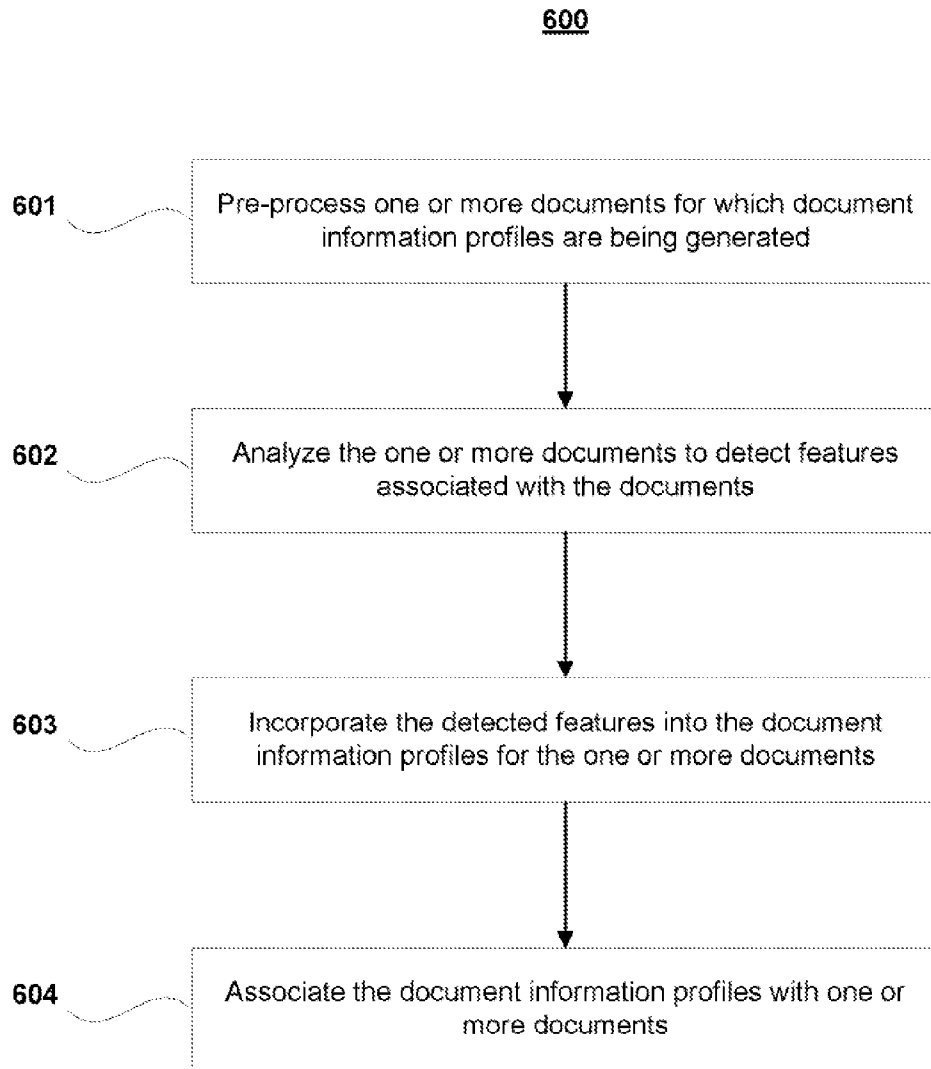 600
601
Pre-process one or more documents for which document
information profiles are being generated
602
Analyze the one or more documents to detect features
associated with the documents
603
Incorporate the detected features into the document
information profiles for the one or more documents
604
Associate the document information profiles with one or
more documents